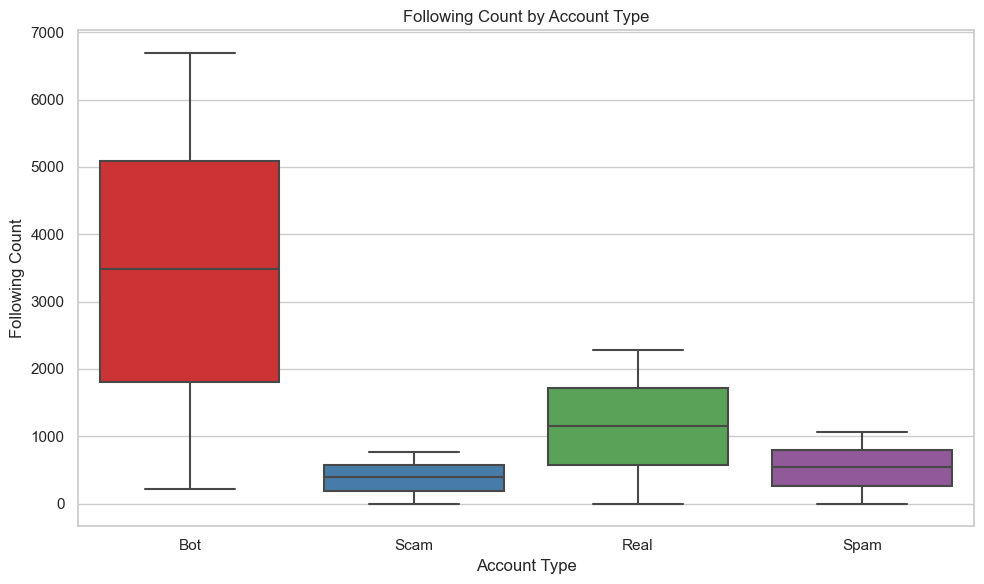 Following Count by Account Type
7000
6000
5000
4000
3000
2000
1000
0
Following Count
Bot
Scam
Real
Spam
Account Type